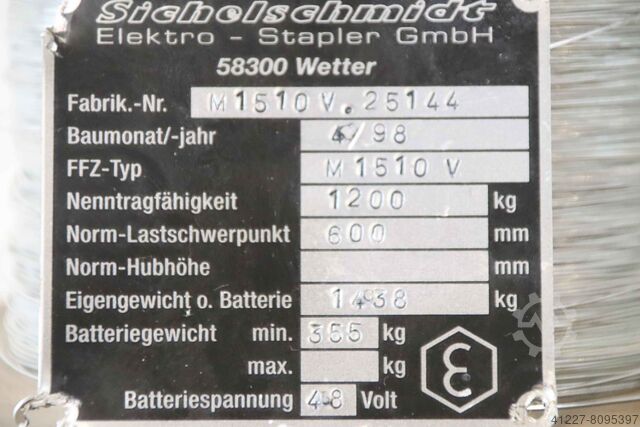 Sichelschmidt
Elektro - Stapler GmbH
58300 Wetter
Fabrik.-Nr. M1510V.25144
Baumonat/-jahr 4/98
FFZ-Typ M1510 V
Nenntragfähigkeit 1200 kg
Norm-Lastschwerpunkt 600 mm
Norm-Hubhöhe mm
Eigengewicht o. Batterie 1438 kg
Batteriegewicht min. 355 kg
max. kg
Batteriespannung 48 Volt
41227-8095397